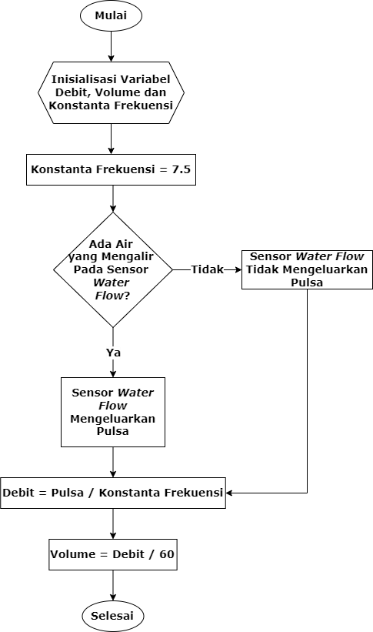 Mulai
Inisialisasi Variabel
Debit, Volume dan
Konstanta Frekuensi
Konstanta Frekuensi = 7.5
Ada Air
yang Mengalir
Pada Sensor
Water
Flow?
Tidak
Sensor Water Flow
Tidak Mengeluarkan
Pulsa
Ya
Sensor Water
Flow
Mengeluarkan
Pulsa
Debit = Pulsa / Konstanta Frekuensi
Volume = Debit / 60
Selesai